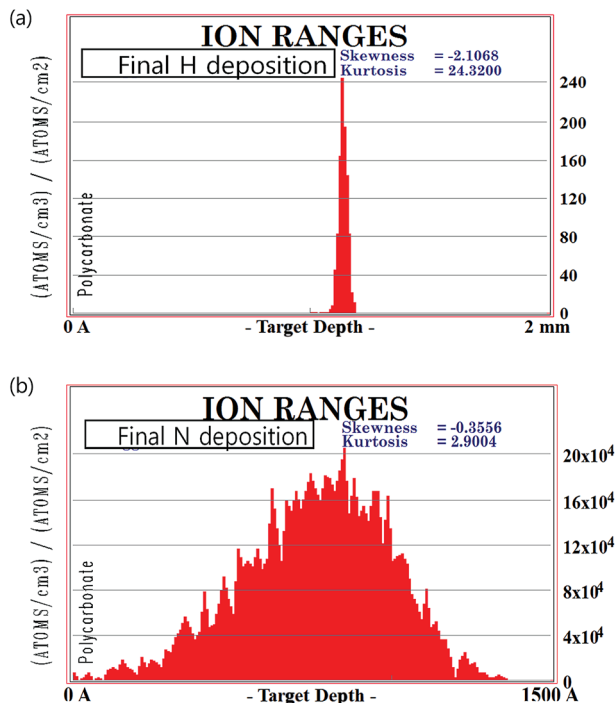 (a)
ION RANGES
Final H deposition
Skewness = -2.1068
Kurtosis = 24.3200
(ATOMS/cm3) / (ATOMS/cm2)
Polycarbonate
240
200
160
120
80
40
0
0 A
- Target Depth -
2 mm
(b)
ION RANGES
Final N deposition
Skewness = -0.3556
Kurtosis = 2.9004
(ATOMS/cm3) / (ATOMS/cm2)
Polycarbonate
20x10⁴
16x10⁴
12x10⁴
8x10⁴
4x10⁴
0
0 A
- Target Depth -
1500 A